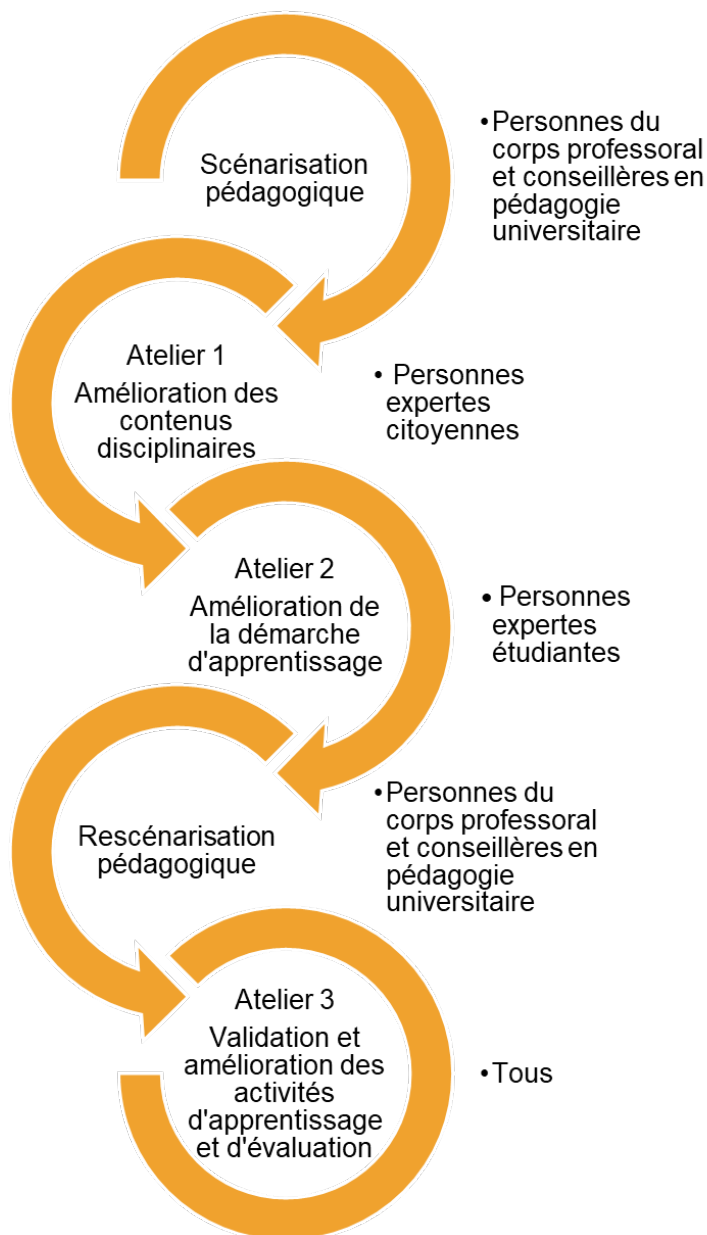 Scénarisation
pédagogique
•Personnes du
corps professoral
et conseillères en
pédagogie
universitaire
Atelier 1
Amélioration des
contenus
disciplinaires
• Personnes
expertes
citoyennes
Atelier 2
Amélioration de
la démarche
d'apprentissage
• Personnes
expertes
étudiantes
Rescénarisation
pédagogique
•Personnes du
corps professoral
et conseillères en
pédagogie
universitaire
Atelier 3
Validation et
amélioration des
activités
d'apprentissage
et d'évaluation
•Tous